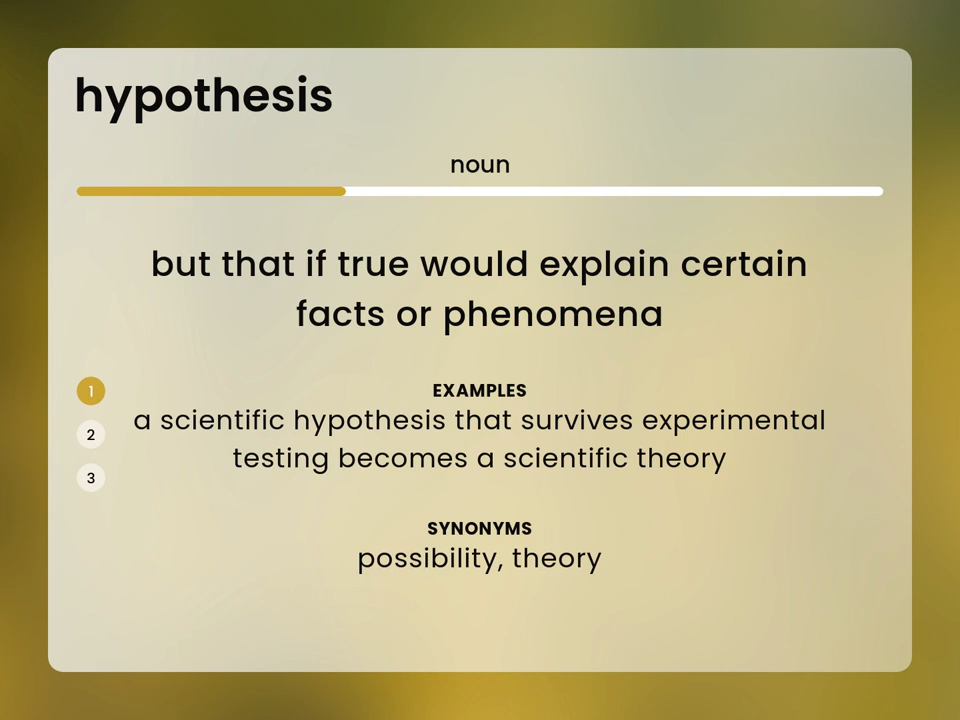 hypothesis
noun
but that if true would explain certain
facts or phenomena
1
EXAMPLES
a scientific hypothesis that survives experimental
2
testing becomes a scientific theory
3
SYNONYMS
possibility, theory